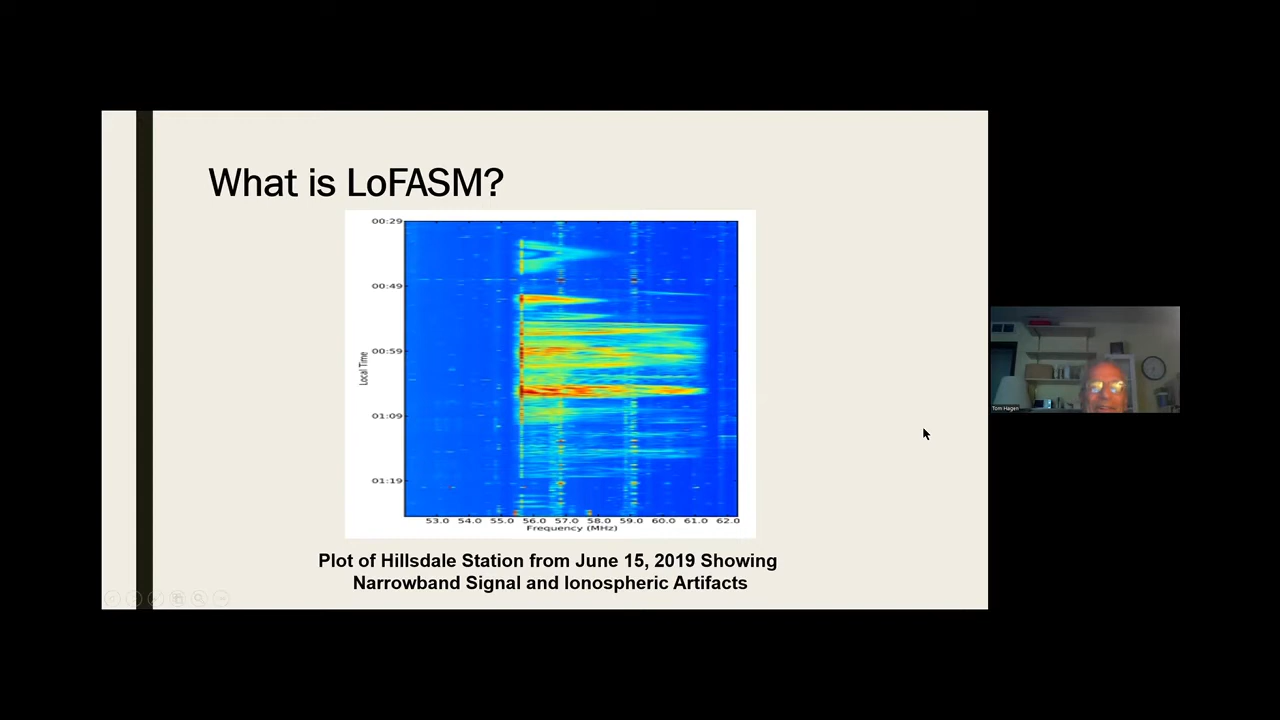 What is LoFASM?
00:29
00:49
00:59
01:09
01:19
Local Time
53.0 54.0 55.0 56.0 57.0 58.0 59.0 60.0 61.0 62.0
Frequency (MHz)
Plot of Hillsdale Station from June 15, 2019 Showing
Narrowband Signal and Ionospheric Artifacts
Tom Hagen